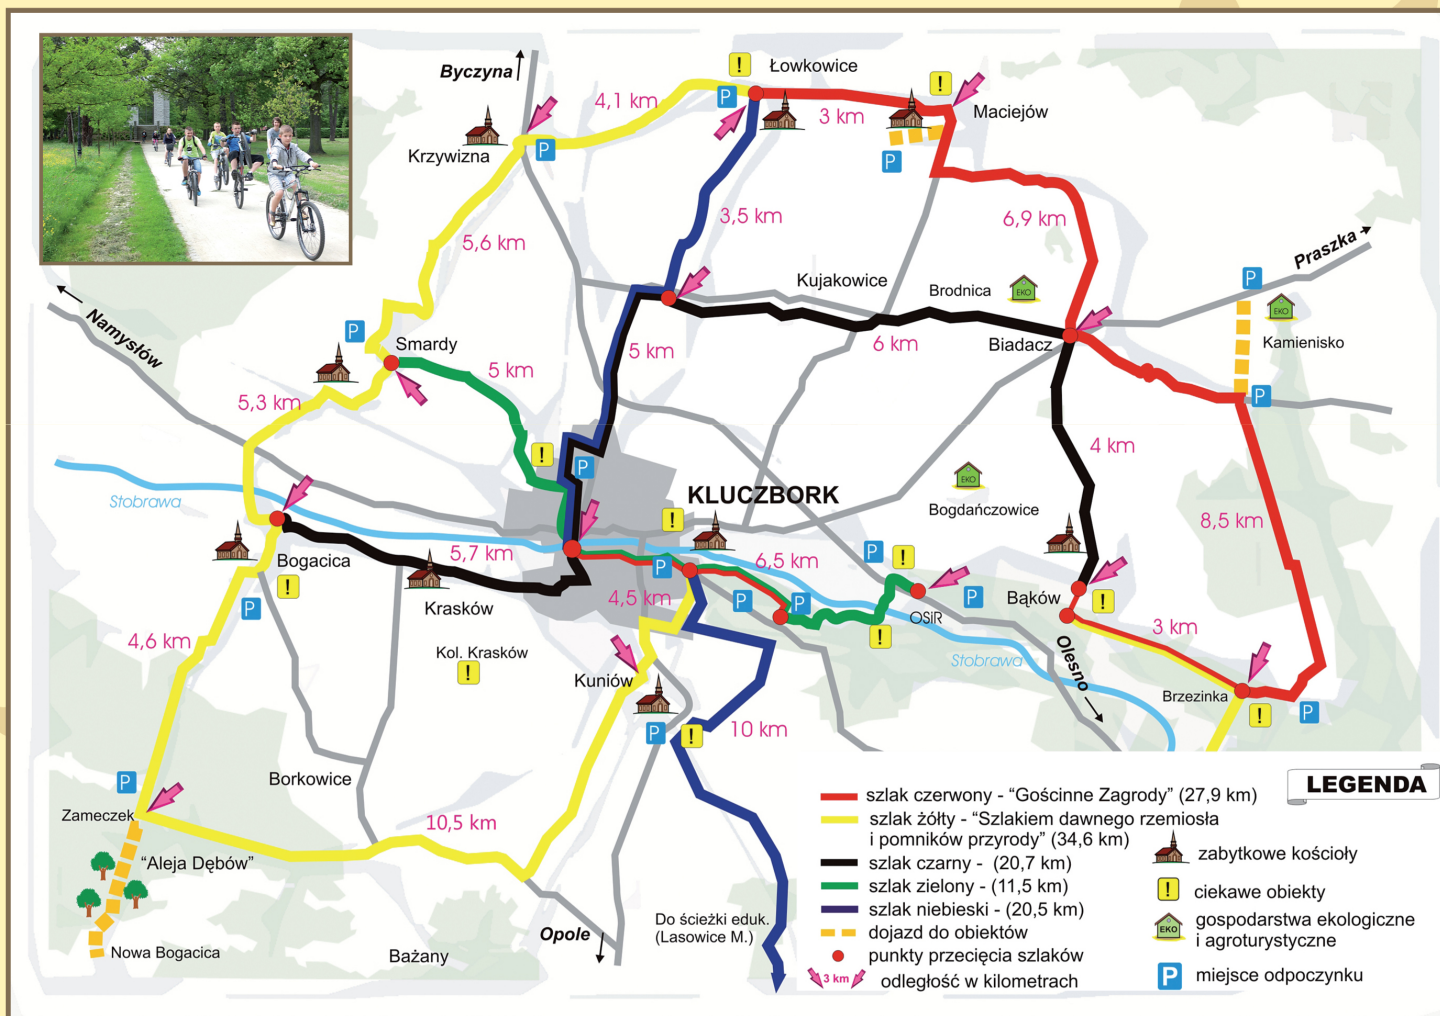 Byczyna
Łowkowice
4,1 km
3 km
Maciejów
Krzywizna
3,5 km
6,9 km
5,6 km
Praszka
Kujakowice
Brodnica
EKO
EKO
Namysłów
Smardy
5 km
5 km
6 km
Biadacz
Kamienisko
5,3 km
4 km
KLUCZBORK
EKO
Bogdańczowice
Stobrawa
8,5 km
Bogacica
5,7 km
6,5 km
Krasków
4,5 km
OSiR
Bąków
3 km
4,6 km
Kol. Krasków
Kuniów
Stobrawa
Olesno
Brzezinka
10 km
Borkowice
Zameczek
10,5 km
"Aleja Dębów"
Do ścieżki eduk.
(Lasowice M.)
Opole
Nowa Bogacica
Bażany
LEGENDA
szlak czerwony - "Gościnne Zagrody" (27,9 km)
szlak żółty - "Szlakiem dawnego rzemiosła
i pomników przyrody" (34,6 km)
szlak czarny - (20,7 km)
szlak zielony - (11,5 km)
szlak niebieski - (20,5 km)
dojazd do obiektów
punkty przecięcia szlaków
3 km odległość w kilometrach
zabytkowe kościoły
! ciekawe obiekty
EKO gospodarstwa ekologiczne
i agroturystyczne
P miejsce odpoczynku